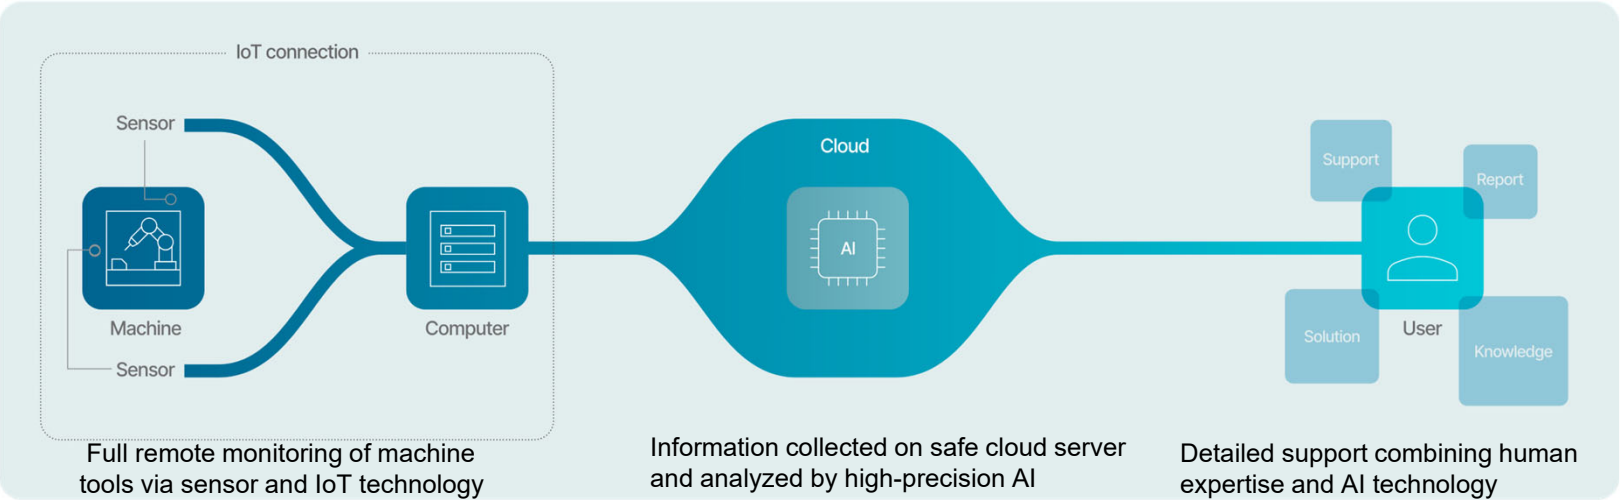 IoT connection
Sensor
Machine
Sensor
Computer
Cloud
AI
Support
Report
User
Solution
Knowledge
Full remote monitoring of machine
tools via sensor and IoT technology
Information collected on safe cloud server
and analyzed by high-precision AI
Detailed support combining human
expertise and AI technology